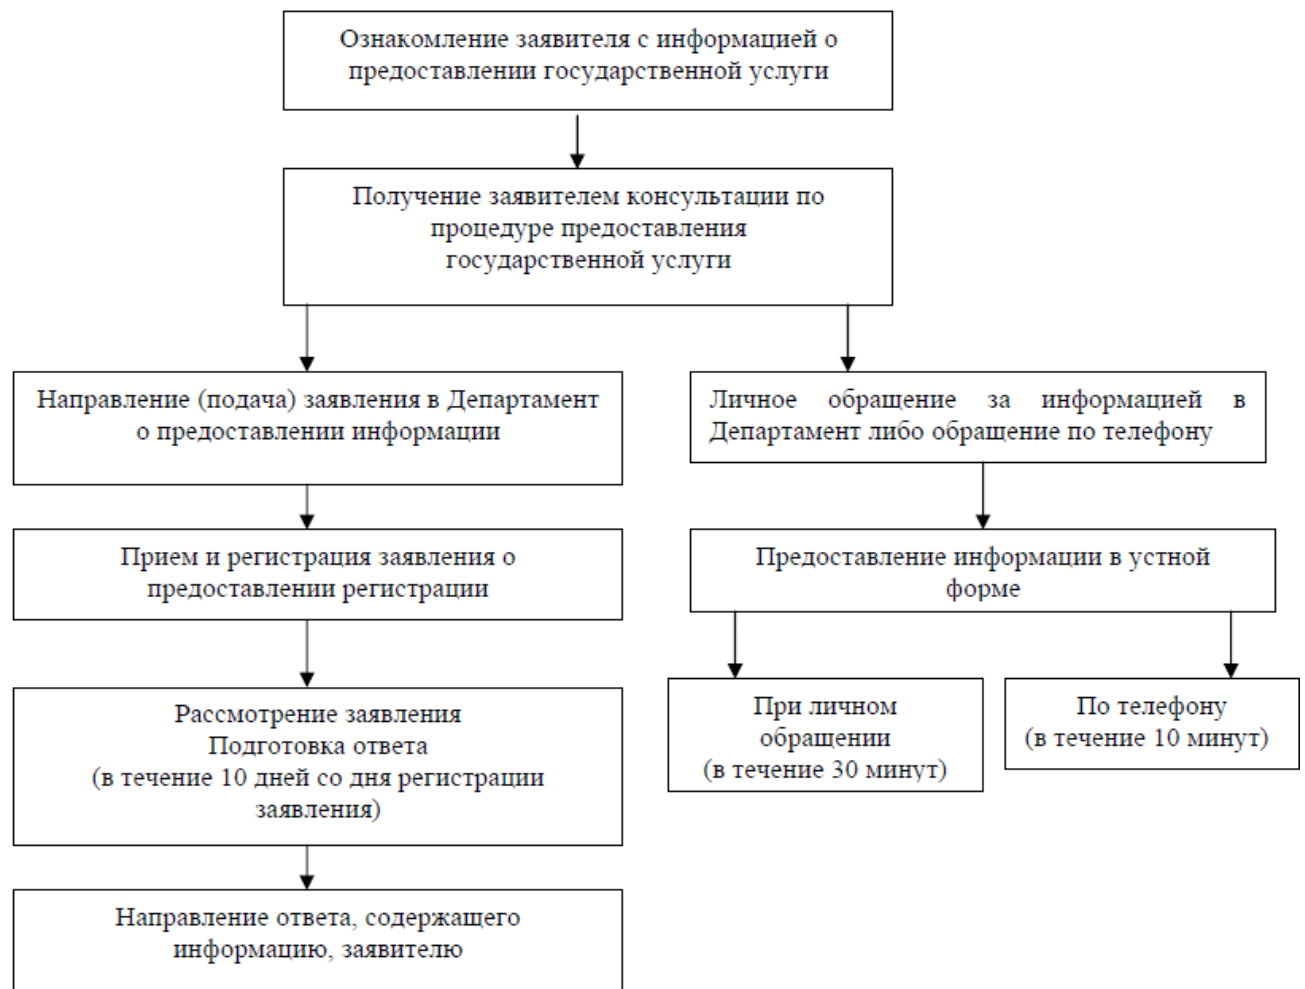 Ознакомление заявителя с информацией о
предоставлении государственной услуги
Получение заявителем консультации по
процедуре предоставления
государственной услуги
Направление (подача) заявления в Департамент
о предоставлении информации
Личное обращение за информацией в
Департамент либо обращение по телефону
Прием и регистрация заявления о
предоставлении регистрации
Предоставление информации в устной
форме
Рассмотрение заявления
Подготовка ответа
(в течение 10 дней со дня регистрации
заявления)
При личном
обращении
(в течение 30 минут)
По телефону
(в течение 10 минут)
Направление ответа, содержащего
информацию, заявителю